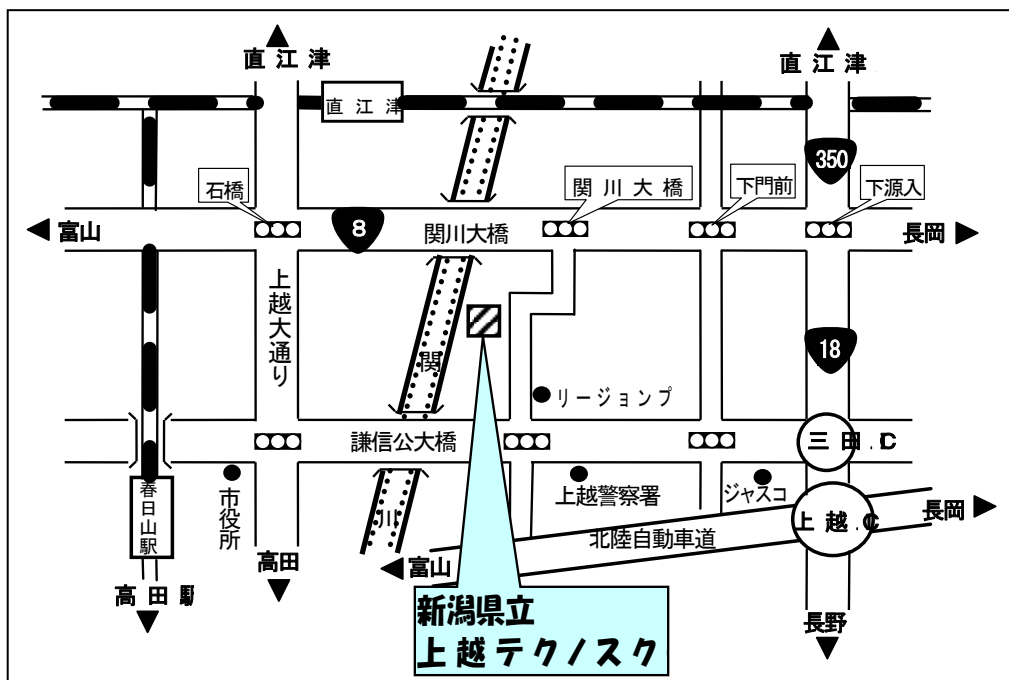 直江津
直江津
直江津
350
石橋
関川大橋
下門前
下源入
富山
8
関川大橋
長岡
上越大通り
関
18
リージョンプ
謙信公大橋
三田.C
春日山駅
市役所
川
上越警察署
ジャスコ
上越.C
長岡
北陸自動車道
高田
富山
高田駅
新潟県立
上越テクノスク
長野